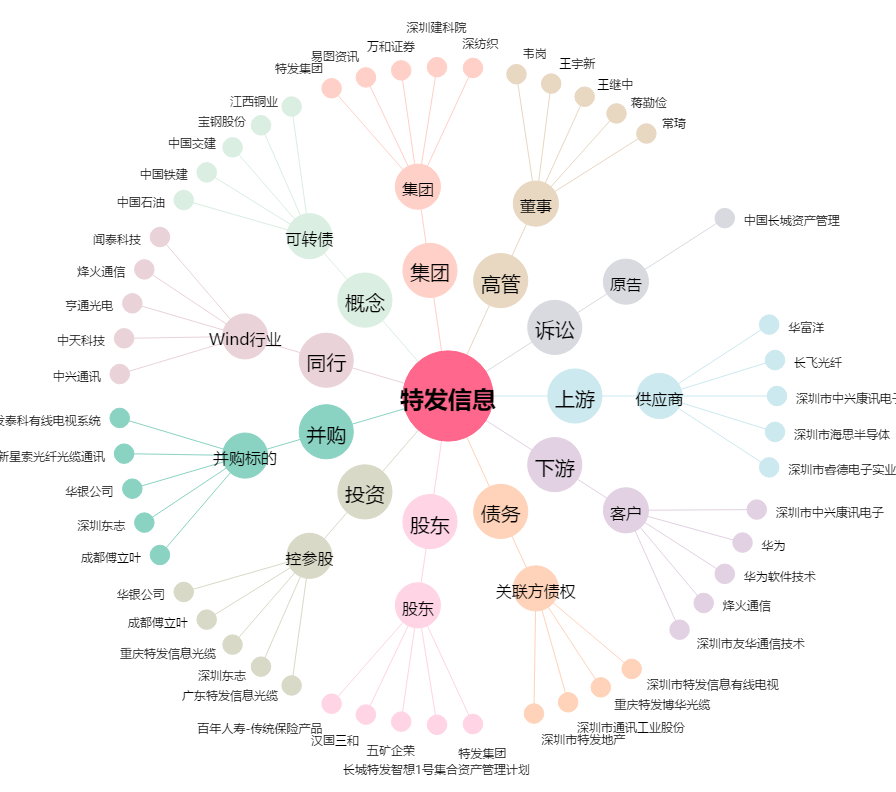 深圳建科院
万和证券
深纺织
易图资讯
特发集团
韦岗
王宇新
王继中
蒋勤俭
常琦
江西铜业
宝钢股份
中国交建
中国铁建
中国石油
集团
董事
中国长城资产管理
可转债
闻泰科技
烽火通信
亨通光电
中天科技
中兴通讯
集团
高管
原告
概念
诉讼
Wind行业
同行
华富洋
长飞光纤
特发信息
上游
供应商
深圳市中兴康讯电子
深圳市海思半导体
深圳市睿德电子实业
发泰科有线电视系统
新星索光纤光缆通讯
华银公司
深圳东志
成都傅立叶
并购
并购标的
下游
投资
股东
债务
客户
深圳市中兴康讯电子
华为
华为软件技术
烽火通信
深圳市友华通信技术
控参股
华银公司
成都傅立叶
重庆特发信息光缆
深圳东志
广东特发信息光缆
股东
关联方债权
深圳市特发信息有线电视
重庆特发博华光缆
深圳市通讯工业股份
深圳市特发地产
百年人寿-传统保险产品
汉国三和
五矿企荣
特发集团
长城特发智想1号集合资产管理计划